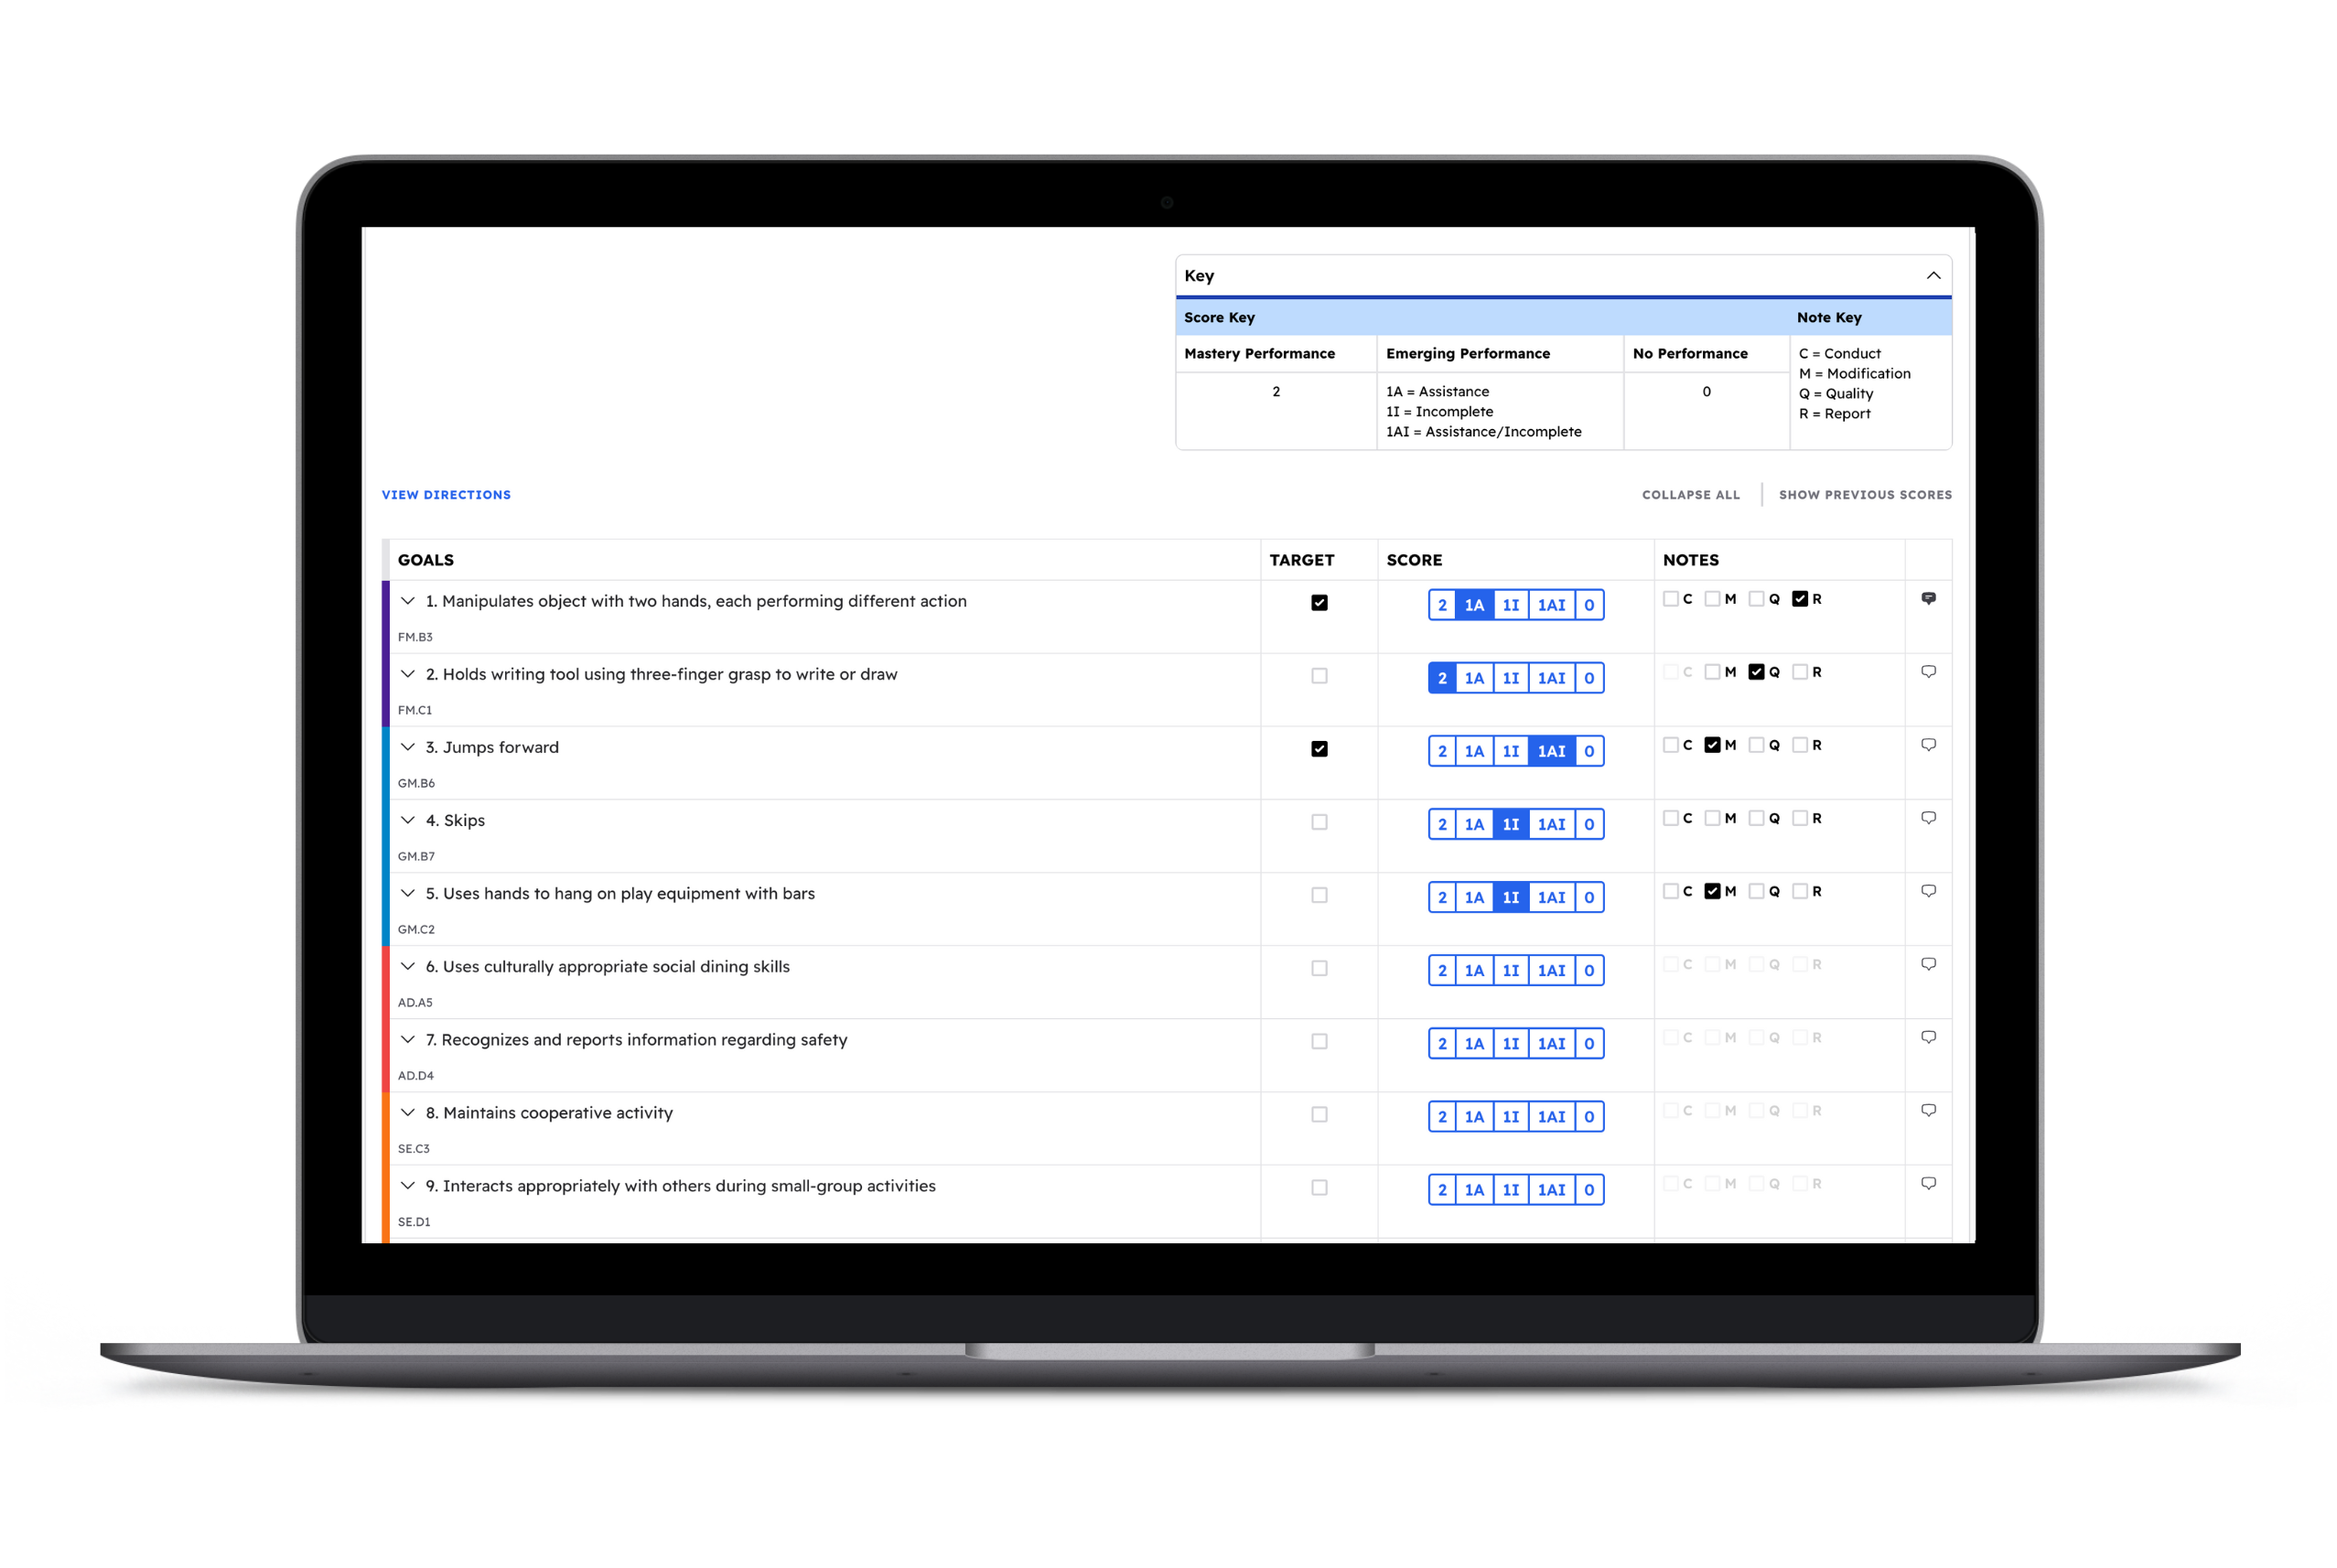 Key
Score Key Note Key
Mastery Performance Emerging Performance No Performance C = Conduct
M = Modification
2 1A = Assistance 0 Q = Quality
1I = Incomplete R = Report
1AI = Assistance/Incomplete
VIEW DIRECTIONS COLLAPSE ALL SHOW PREVIOUS SCORES
GOALS TARGET SCORE NOTES
1. Manipulates object with two hands, each performing different action 2 1A 1I 1AI 0 C M Q R
FM.B3
2. Holds writing tool using three-finger grasp to write or draw 2 1A 1I 1AI 0 C M Q R
FM.C1
3. Jumps forward 2 1A 1I 1AI 0 C M Q R
GM.B6
4. Skips 2 1A 1I 1AI 0 C M Q R
GM.B7
5. Uses hands to hang on play equipment with bars 2 1A 1I 1AI 0 C M Q R
GM.C2
6. Uses culturally appropriate social dining skills 2 1A 1I 1AI 0 C M Q R
AD.A5
7. Recognizes and reports information regarding safety 2 1A 1I 1AI 0 C M Q R
AD.D4
8. Maintains cooperative activity 2 1A 1I 1AI 0 C M Q R
SE.C3
9. Interacts appropriately with others during small-group activities 2 1A 1I 1AI 0 C M Q R
SE.D1